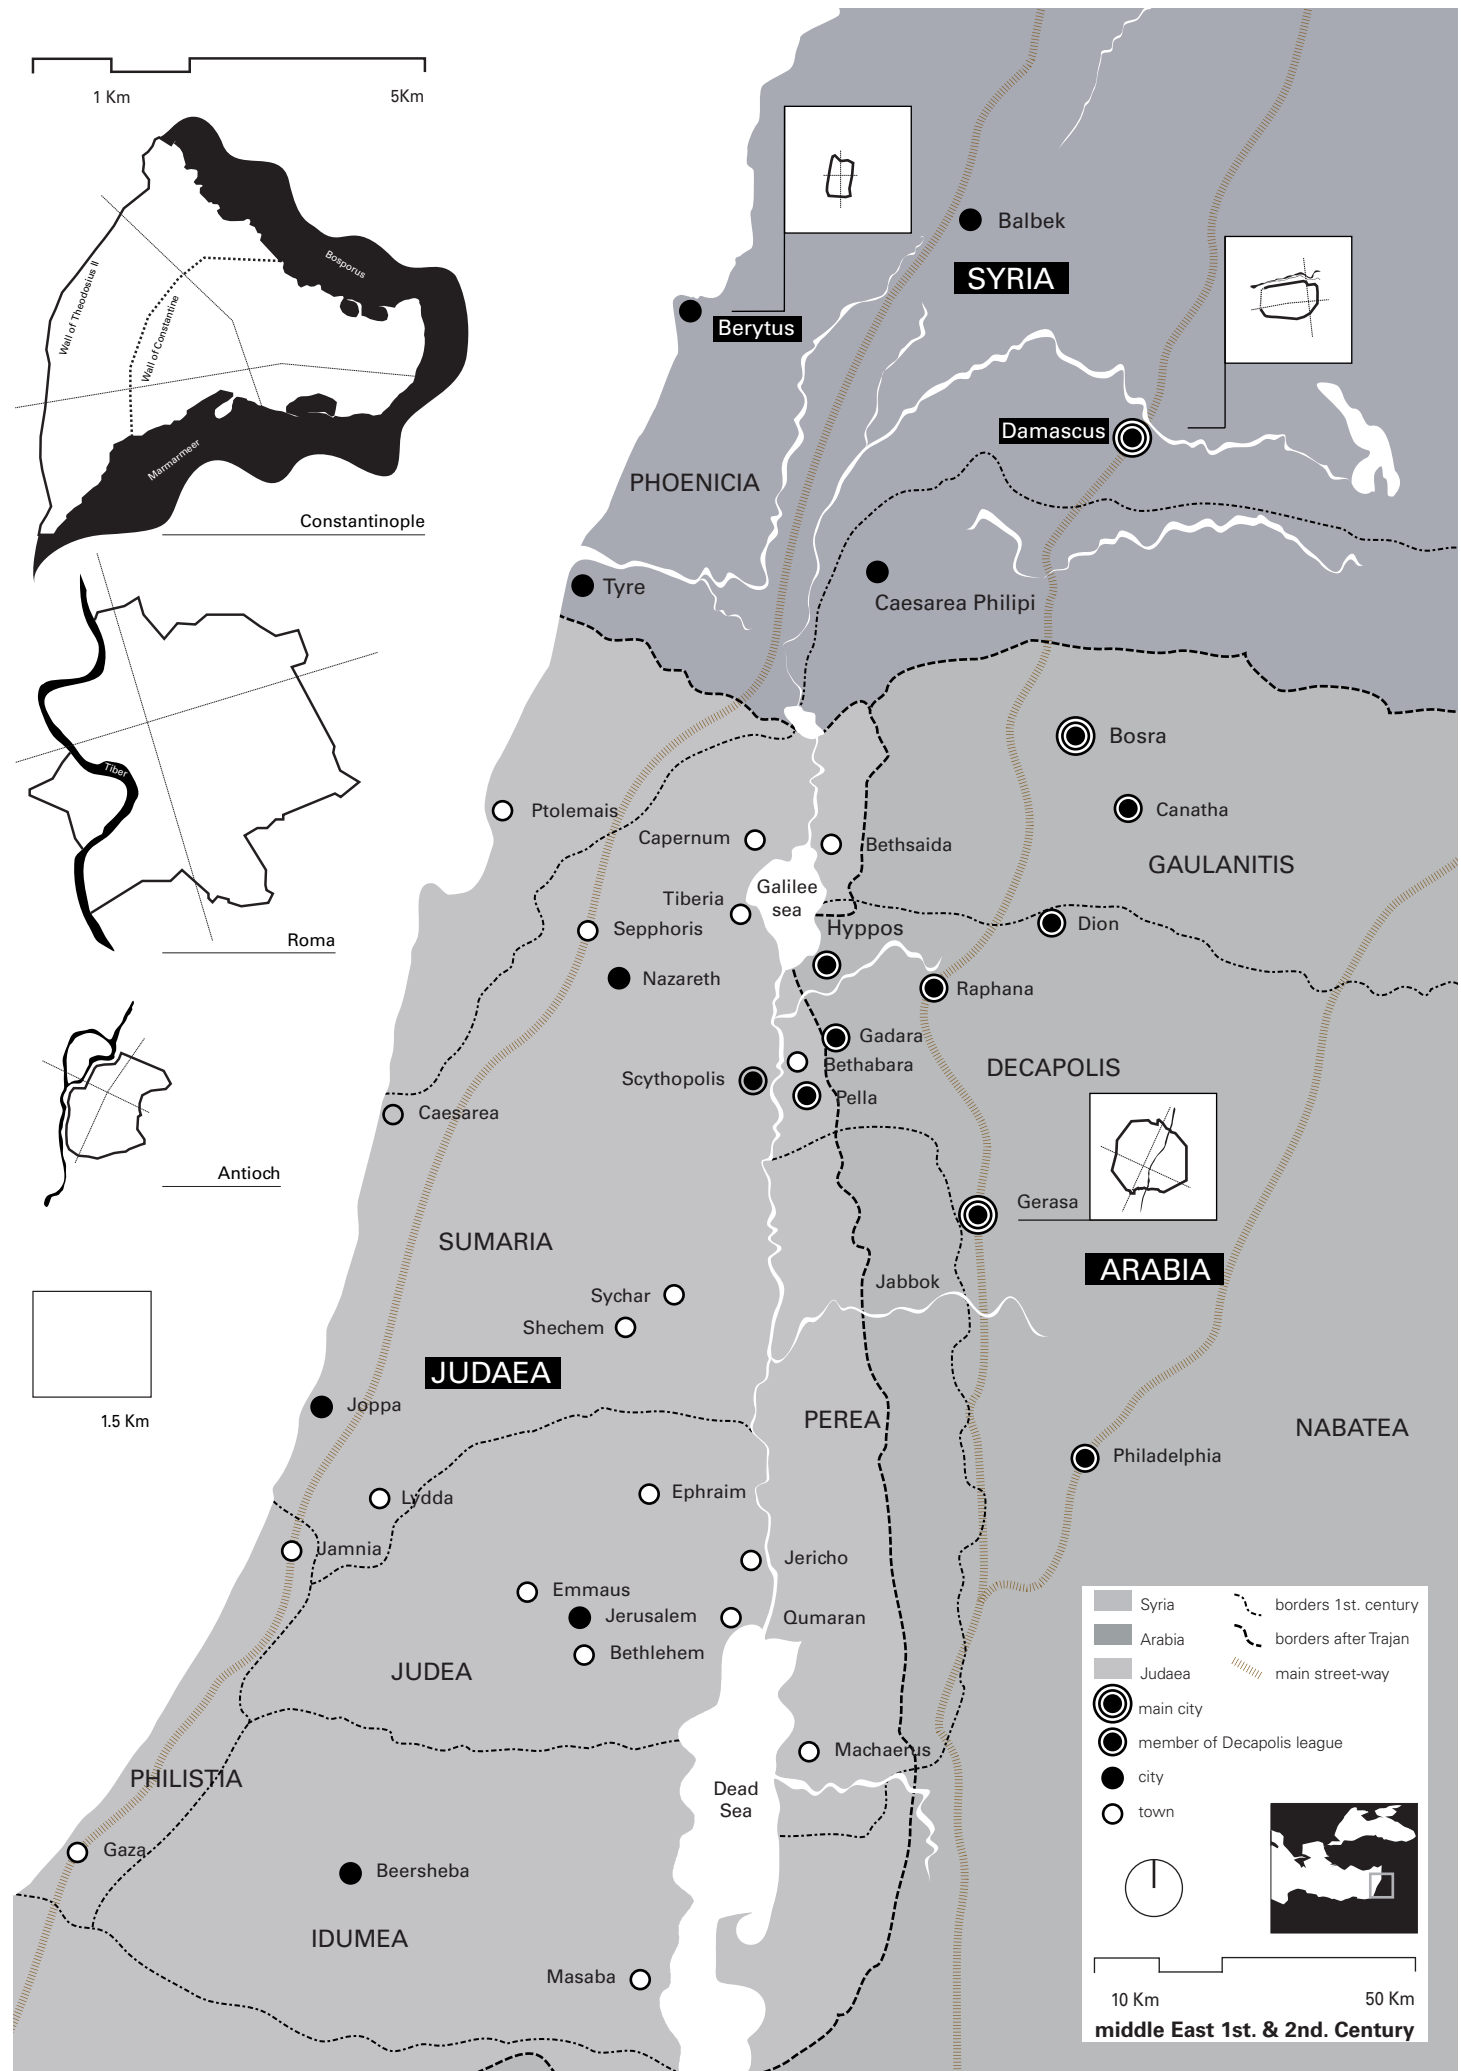 1 Km
5Km
Bosporus
Wall of Theodosius II
Wall of Constantine
Marmarmeer
Constantinople
Tiber
Roma
Antioch
1.5 Km
Balbek
SYRIA
Berytus
Damascus
PHOENICIA
Tyre
Caesarea Philipi
Bosra
Canatha
Ptolemais
Capernum
Bethsaida
GAULANITIS
Galilee
sea
Tiberia
Sepphoris
Hyppos
Dion
Nazareth
Raphana
Gadara
Bethabara
DECAPOLIS
Scythopolis
Pella
Caesarea
Gerasa
SUMARIA
ARABIA
Jabbok
Sychar
Shechem
JUDAEA
Joppa
PEREA
NABATEA
Philadelphia
Lydda
Ephraim
Jamnia
Jericho
Emmaus
Jerusalem
Qumaran
Bethlehem
JUDEA
Machaerus
PHILISTIA
Dead
Sea
Gaza
Beersheba
IDUMEA
Masaba
Syria
borders 1st. century
Arabia
borders after Trajan
Judaea
main street-way
main city
member of Decapolis league
city
town
10 Km
50 Km
middle East 1st. & 2nd. Century